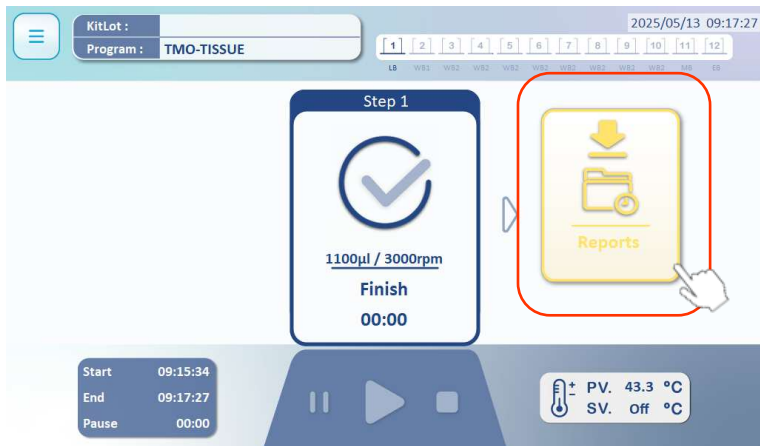 KitLot :
2025/05/13 09:17:27
Program : TMO-TISSUE
1 2 3 4 5 6 7 8 9 10 11 12
LB WB1 WB2 WB2 WB2 WB2 WB2 WB2 WB2 WB2 MB EB
Step 1
1100µl / 3000rpm
Finish
00:00
Reports
Start 09:15:34
End 09:17:27
Pause 00:00
PV. 43.3 °C
SV. Off °C